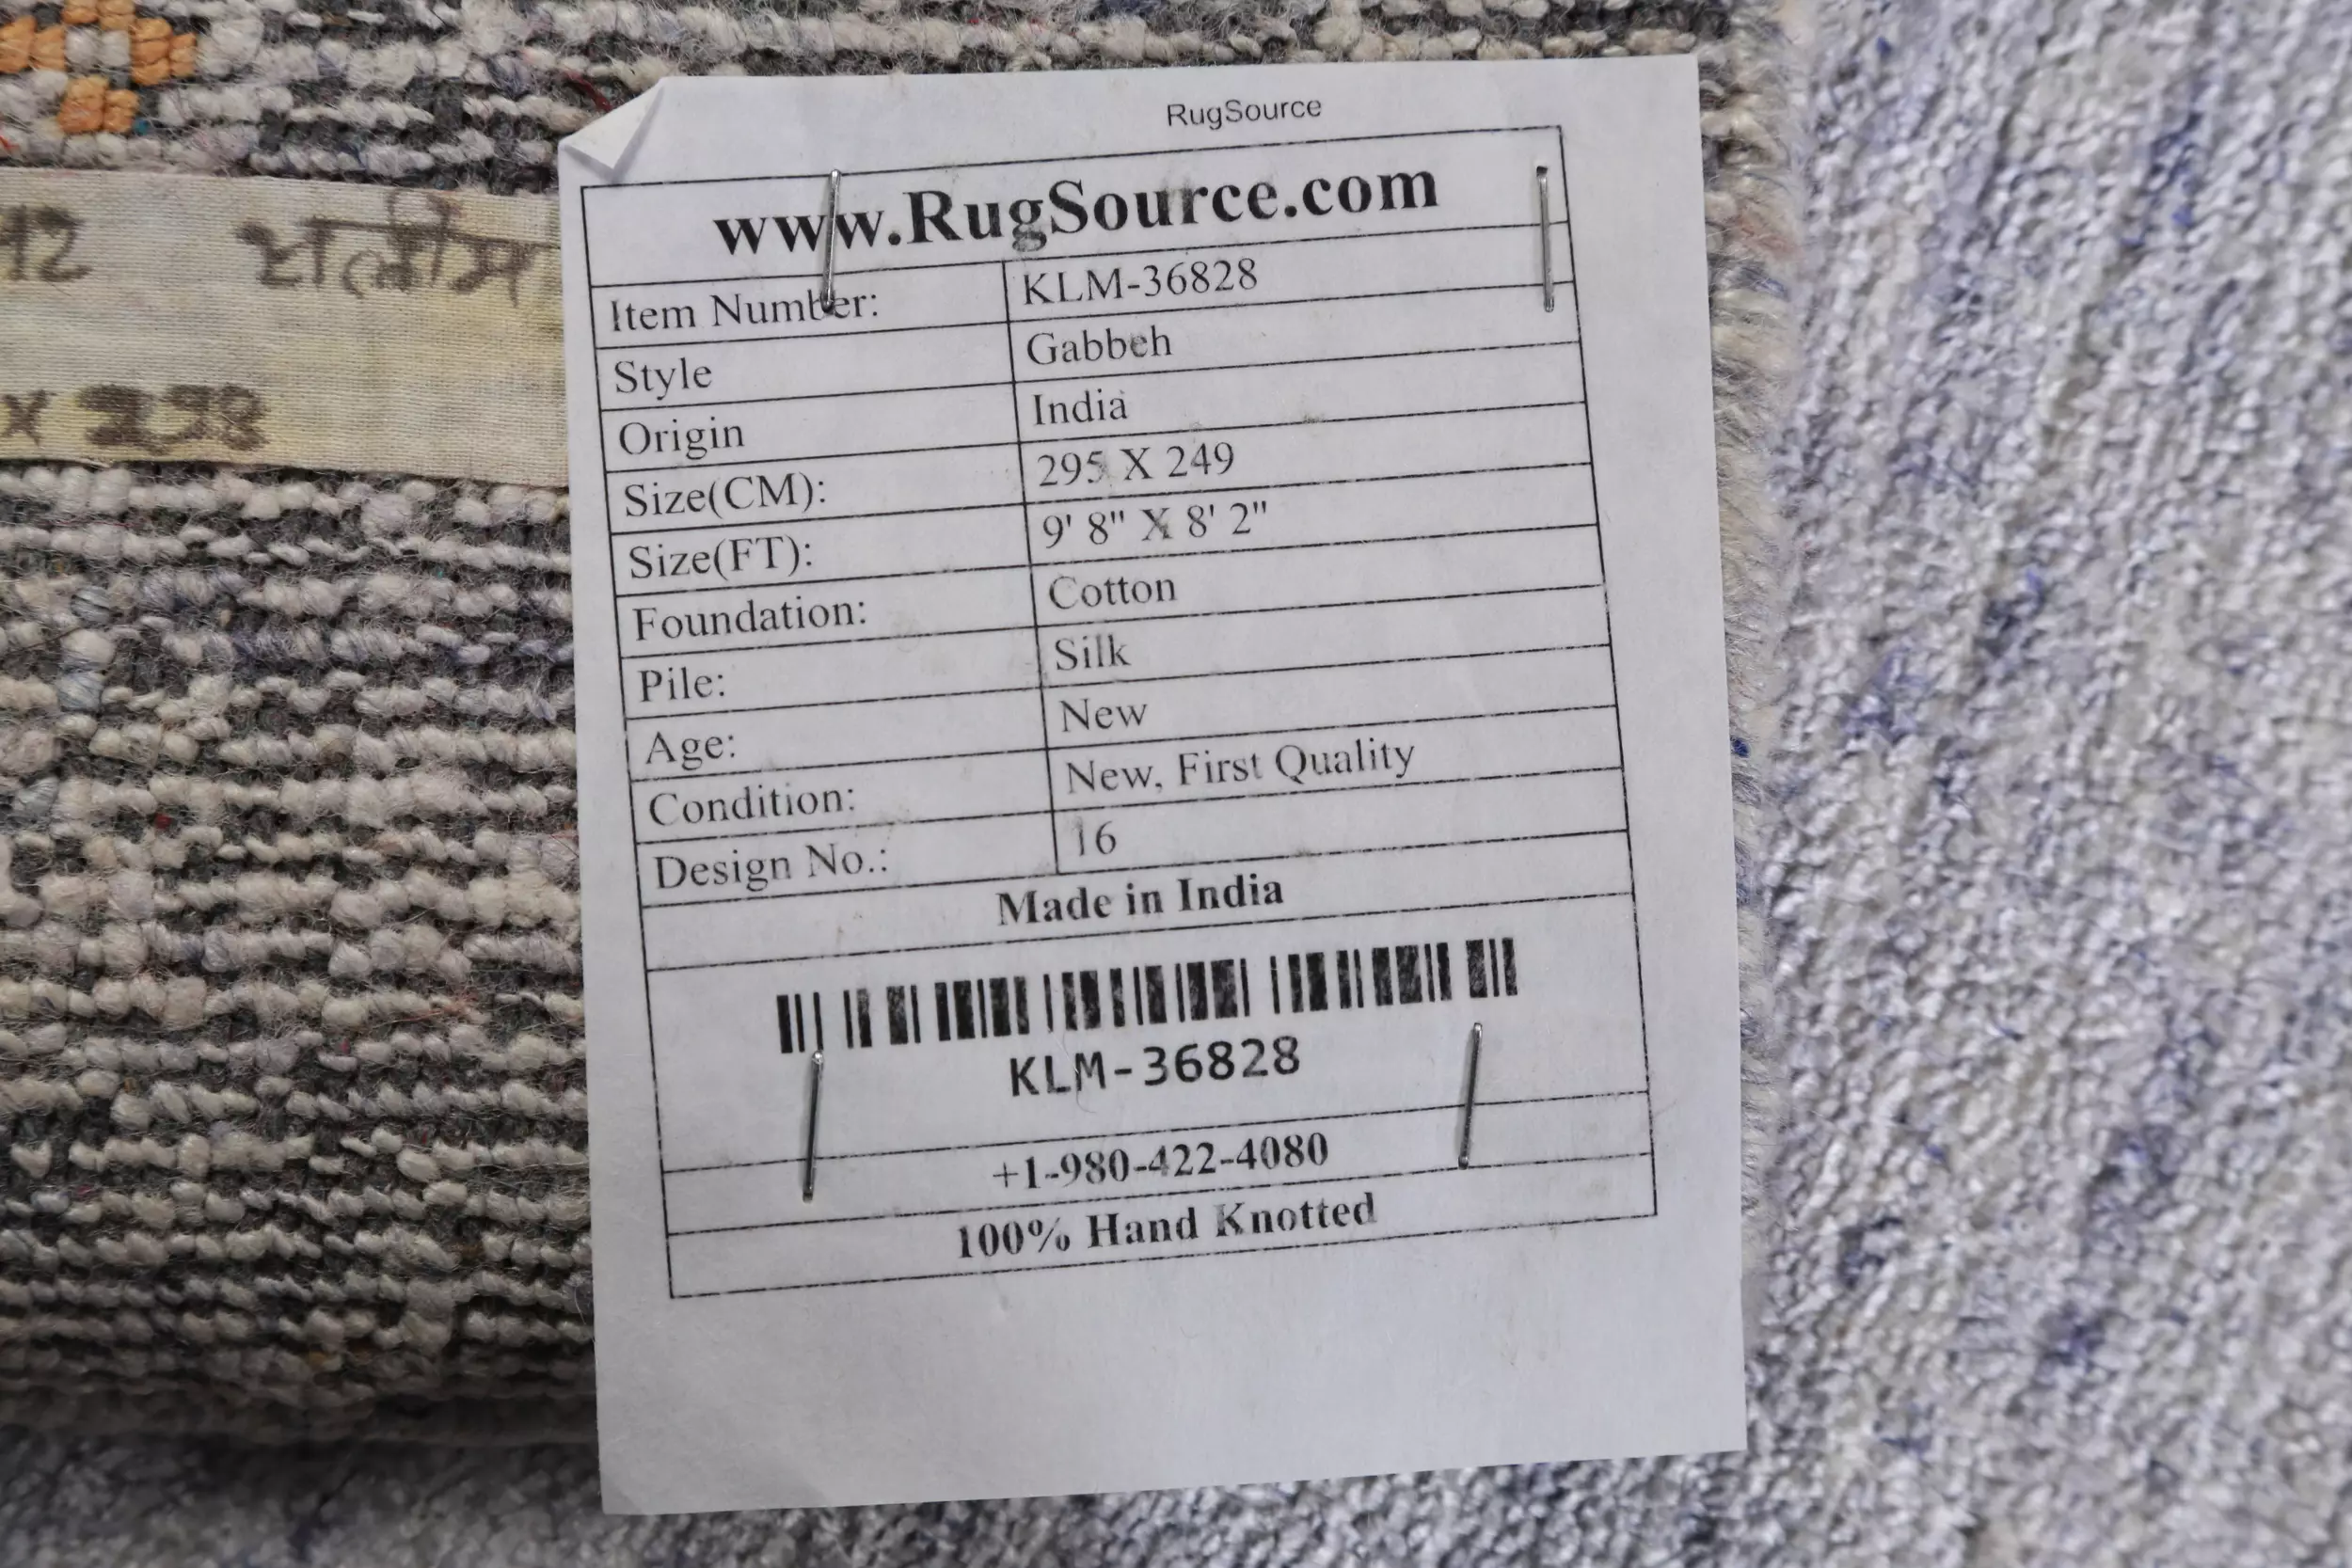 RugSource
www.RugSource.com
Item Number: KLM-36828
Style Gabbeh
Origin India
Size(CM): 295 X 249
Size(FT): 9' 8" X 8' 2"
Foundation: Cotton
Pile: Silk
Age: New
Condition: New, First Quality
Design No.: 16
Made in India
KLM-36828
+1-980-422-4080
100% Hand Knotted